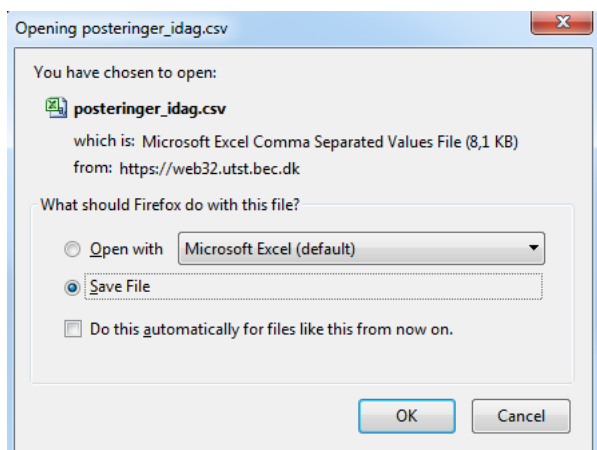 Opening posteringer_idag.csv
You have chosen to open:
posteringer_idag.csv
which is: Microsoft Excel Comma Separated Values File (8,1 KB)
from: https://web32.utst.bec.dk
What should Firefox do with this file?
Open with Microsoft Excel (default)
Save File
Do this automatically for files like this from now on.
OK Cancel